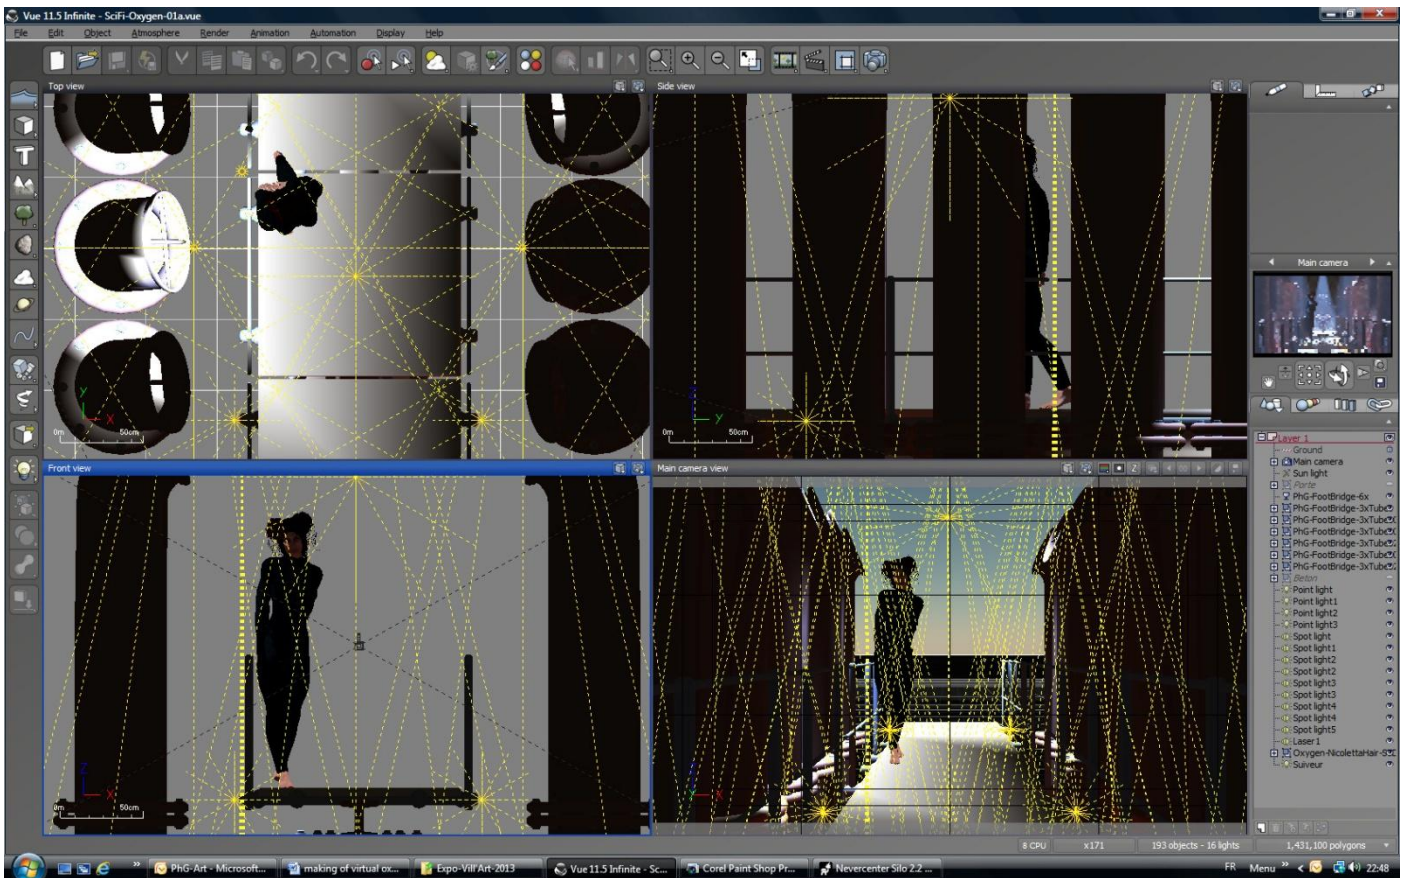 Vue 11.5 Infinite - SciFi-Oxygen-01a.vue
File Edit Object Atmosphere Render Animation Automation Display Help
Top view
Side view
Main camera
0m 50cm
0m 50cm
Front view
Main camera view
Layer 1
Ground
Main camera
Sun light
Porte
PhG-FootBridge-6x
PhG-FootBridge-3xTube
PhG-FootBridge-3xTube
PhG-FootBridge-3xTube
PhG-FootBridge-3xTube
PhG-FootBridge-3xTube
PhG-FootBridge-3xTube
Beton
Point light
Point light1
Point light2
Point light3
Spot light
Spot light1
Spot light2
Spot light2
Spot light3
Spot light3
Spot light4
Spot light4
Spot light5
Laser1
Oxygen-NicolettaHair-S
Suiveur
0m 50cm
8 CPU x171 193 objects - 16 lights 1,431,100 polygons
PhG-Art - Microsoft... making of virtual ox... Expo-Vill'Art-2013 Vue 11.5 Infinite - Sc... Corel Paint Shop Pr... Nevercenter Silo 2.2 ... FR Menu » < 22:48